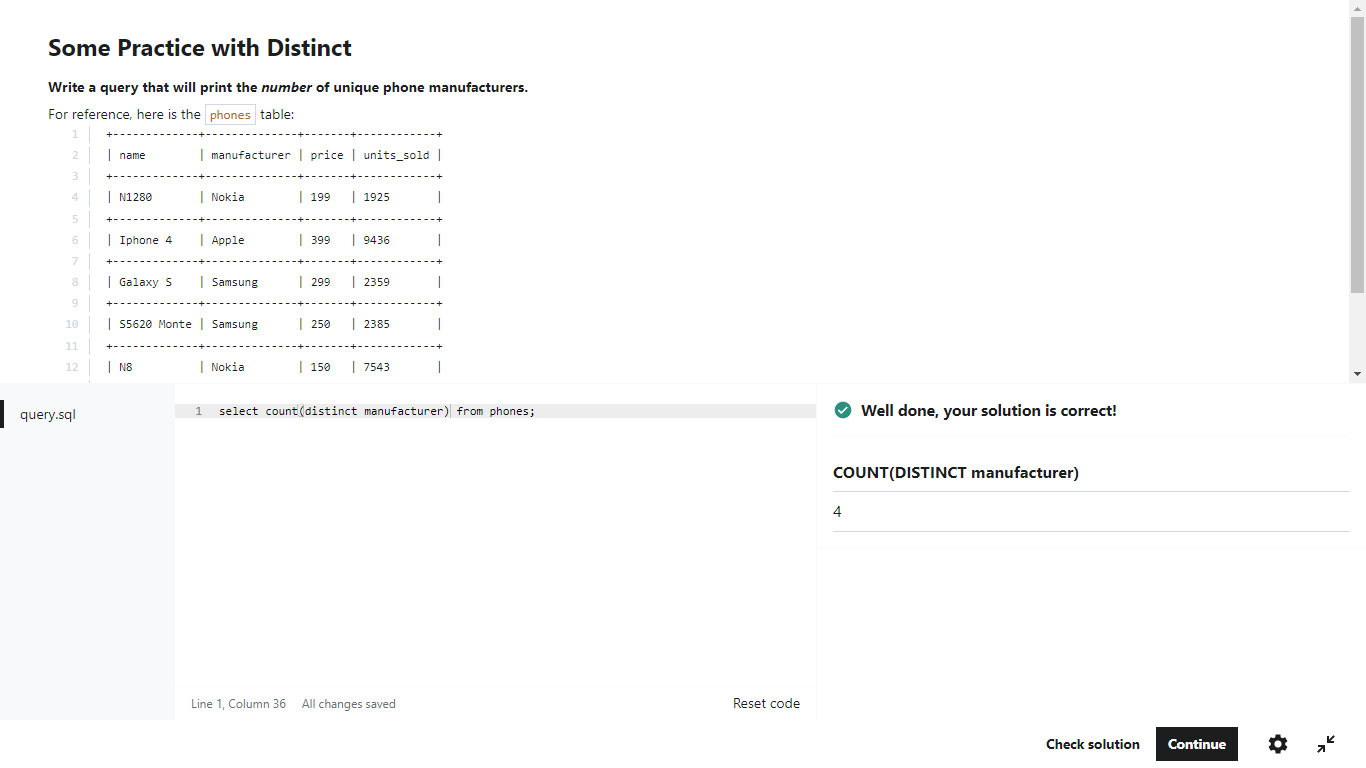 Some Practice with Distinct
Write a query that will print the number of unique phone manufacturers.
For reference, here is the phones table:
1 +-------------+--------------+-------+------------+
2 | name        | manufacturer | price | units_sold |
3 +-------------+--------------+-------+------------+
4 | N1280       | Nokia        | 199   | 1925       |
5 +-------------+--------------+-------+------------+
6 | Iphone 4    | Apple        | 399   | 9436       |
7 +-------------+--------------+-------+------------+
8 | Galaxy S    | Samsung      | 299   | 2359       |
9 +-------------+--------------+-------+------------+
10 | S5620 Monte | Samsung      | 250   | 2385       |
11 +-------------+--------------+-------+------------+
12 | N8          | Nokia        | 150   | 7543       |
query.sql
1 select count(distinct manufacturer) from phones;
Line 1, Column 36 All changes saved
Reset code
Well done, your solution is correct!
COUNT(DISTINCT manufacturer)
4
Check solution
Continue